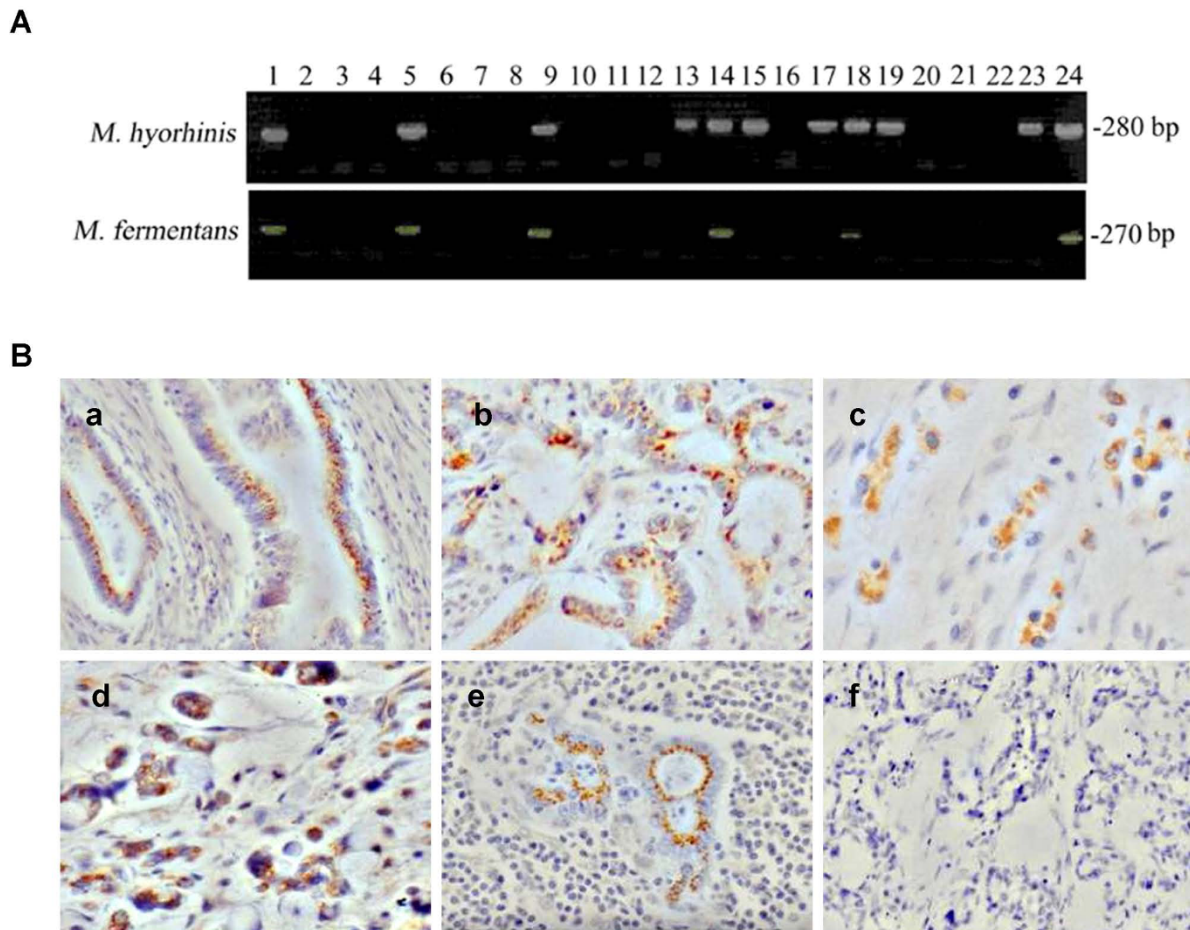 A
1 2 3 4 5 6 7 8 9 10 11 12 13 14 15 16 17 18 19 20 21 22 23 24
M. hyorhinis -280 bp
M. fermentans -270 bp
B
a b c
d e f